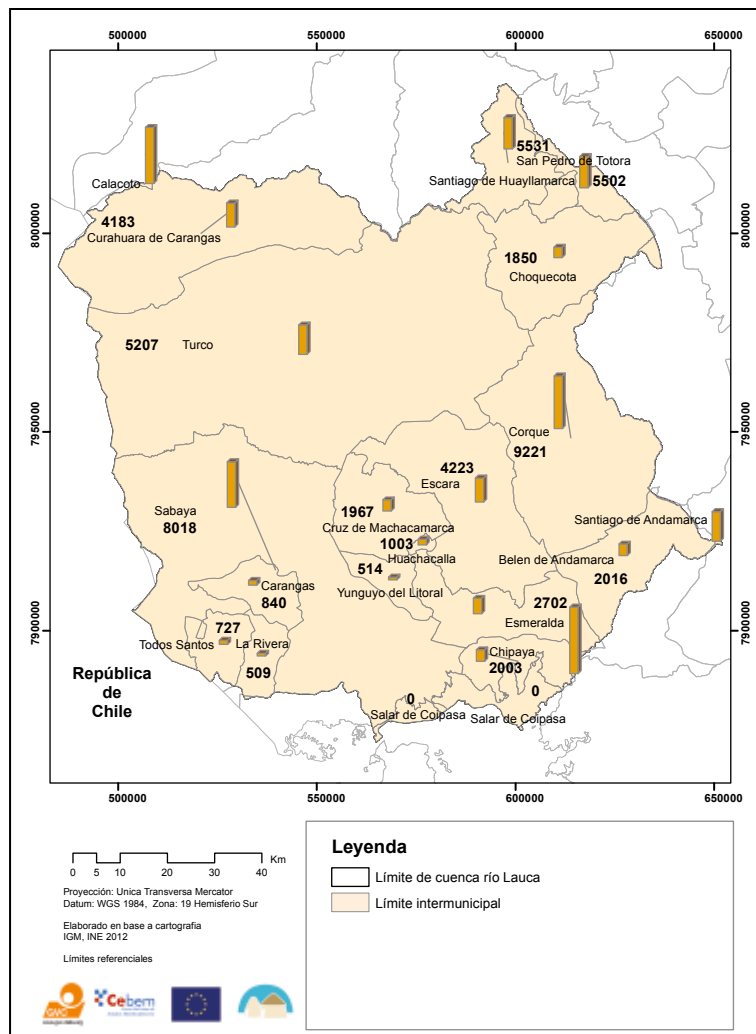 500000
550000
600000
650000
5531
San Pedro de Totora
Santiago de Huayllamarca
5502
Calacoto
4183
Curahuara de Carangas
8000000
8000000
1850
Choquecota
5207
Turco
7950000
7950000
Corque
9221
4223
Escara
Sabaya
8018
1967
Cruz de Machacamarca
1003
Huachacalla
Santiago de Andamarca
Belen de Andamarca
2016
514
Yunguyo del Litoral
Carangas
840
2702
Esmeralda
7900000
7900000
727
Todos Santos
La Rivera
509
Chipaya
2003
República
de
Chile
0
Salar de Coipasa
0
Salar de Coipasa
500000
550000
600000
650000
0 5 10 20 30 40
Km
Proyección: Unica Transversa Mercator
Datum: WGS 1984, Zona: 19 Hemisferio Sur
Elaborado en base a cartografia
IGM, INE 2012
Límites referenciales
GMC
Cebem
Leyenda
Límite de cuenca río Lauca
Límite intermunicipal